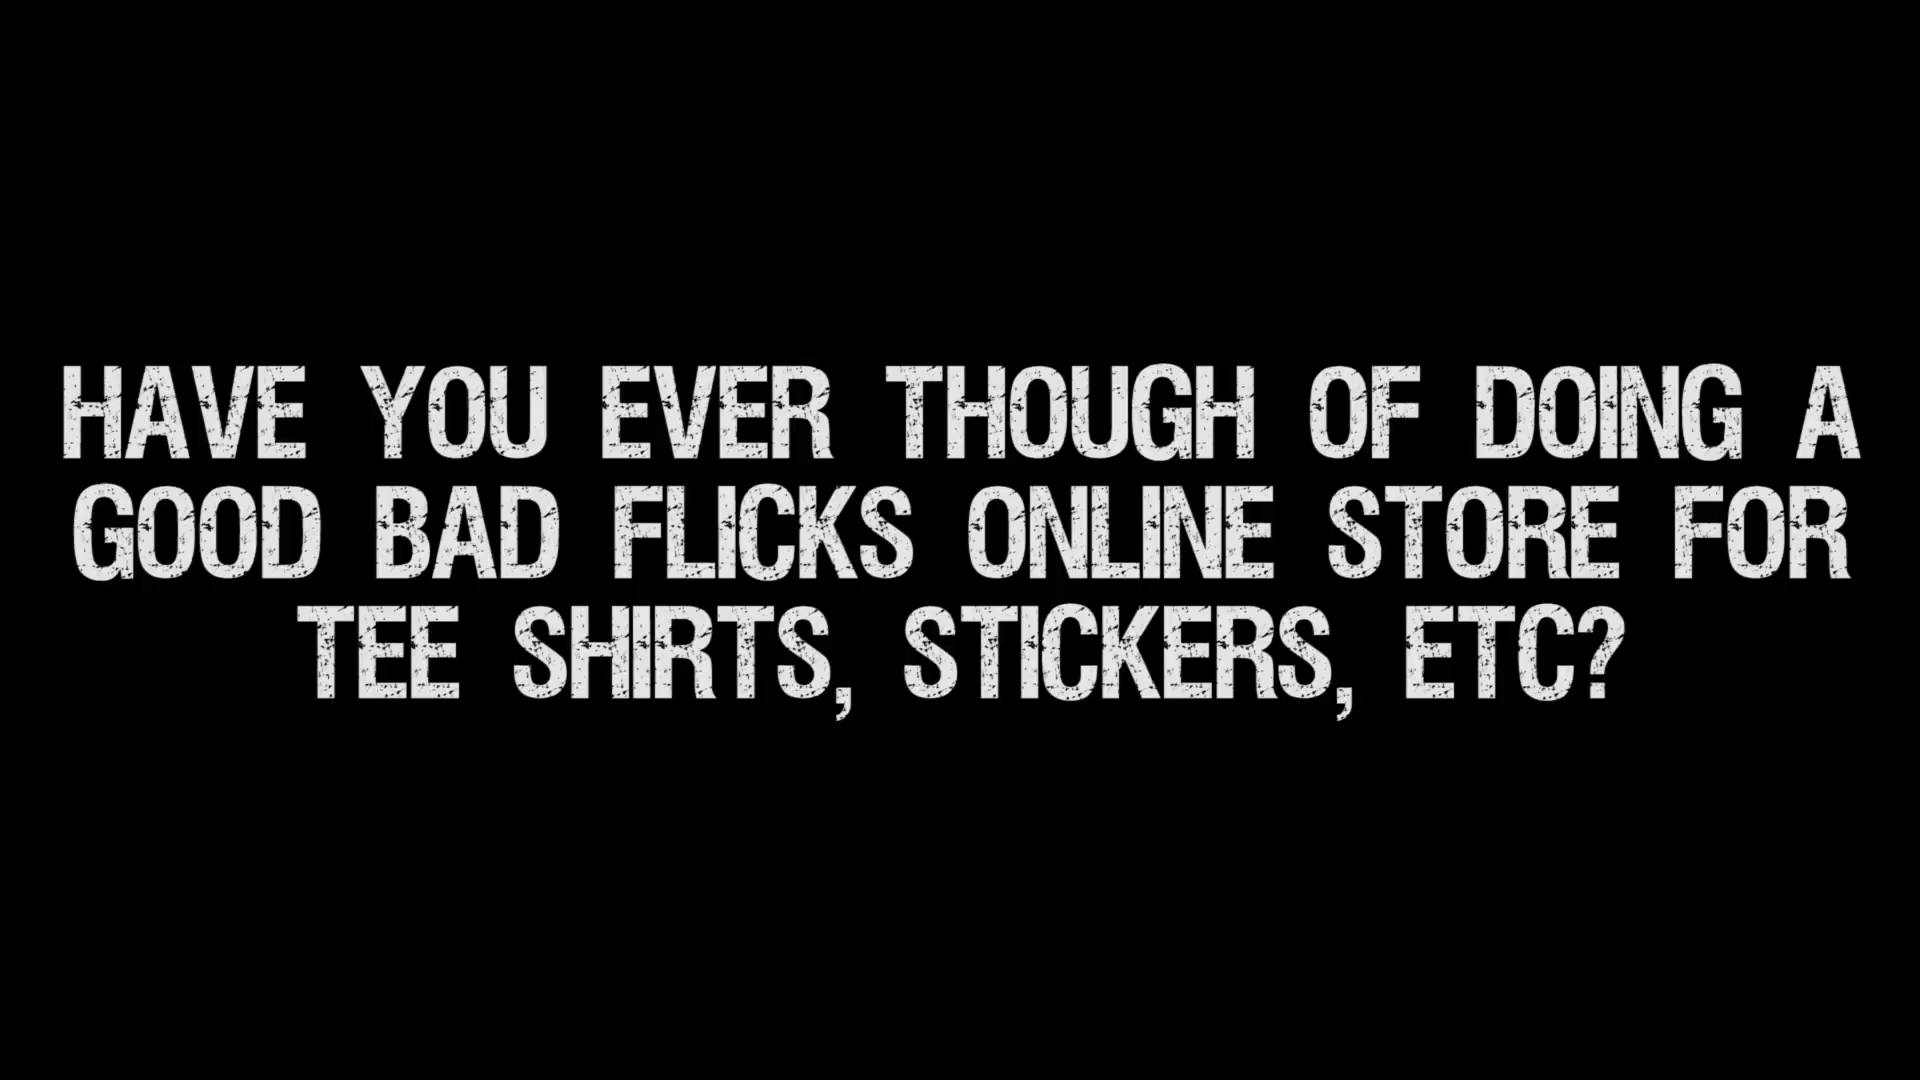 HAVE YOU EVER THOUGH OF DOING A
GOOD BAD FLICKS ONLINE STORE FOR
TEE SHIRTS, STICKERS, ETC?